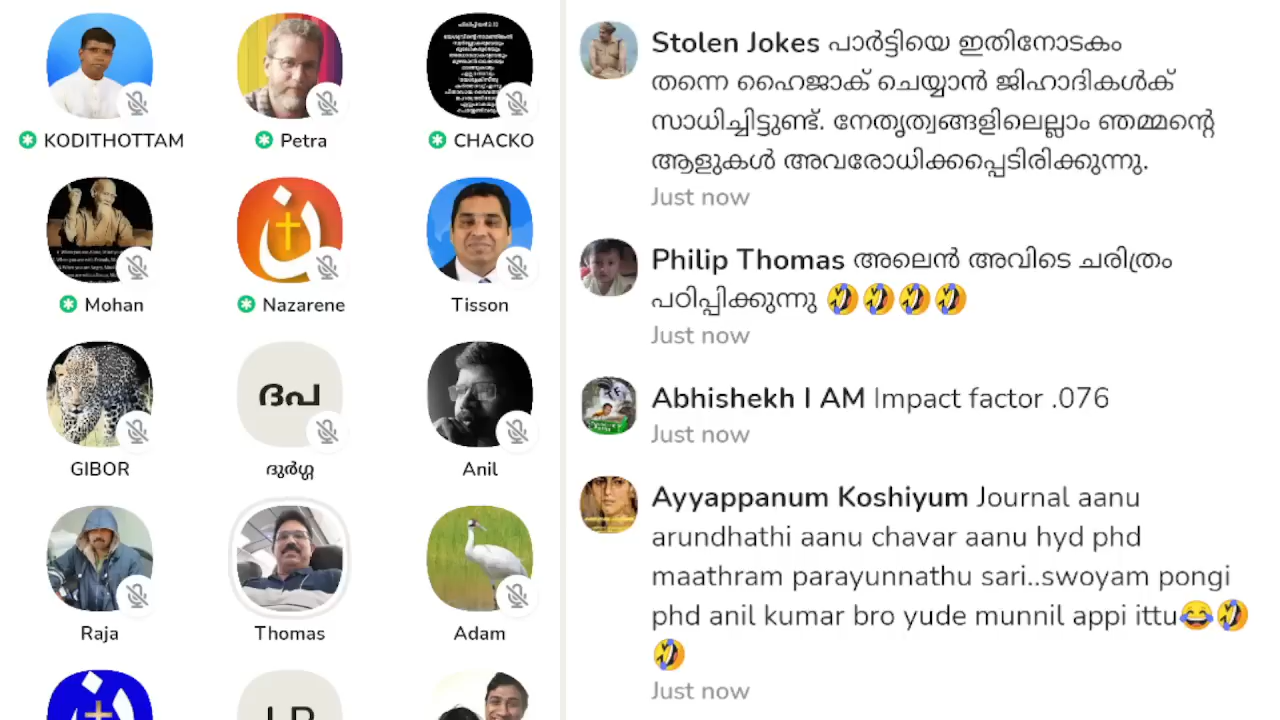 KODITHOTTAM
Petra
CHACKO
Mohan
Nazarene
Tisson
GIBOR
ദപ
ദുർഗ്ഗ
Anil
Raja
Thomas
Adam
Stolen Jokes പാർട്ടിയെ ഇതിനോടകം
തന്നെ ഹൈജാക് ചെയ്യാൻ ജിഹാദികൾക്
സാധിച്ചിട്ടുണ്ട്. നേതൃത്വങ്ങളിലെല്ലാം ഞമ്മന്റെ
ആളുകൾ അവരോധിക്കപ്പെടിരിക്കുന്നു.
Just now
Philip Thomas അലെൻ അവിടെ ചരിത്രം
പഠിപ്പിക്കുന്നു 🤣🤣🤣🤣
Just now
Abhishekh I AM Impact factor .076
Just now
Ayyappanum Koshiyum Journal aanu
arundhathi aanu chavar aanu hyd phd
maathram parayunnathu sari..swoyam pongi
phd anil kumar bro yude munnil appi ittu😂🤣
🤣
Just now